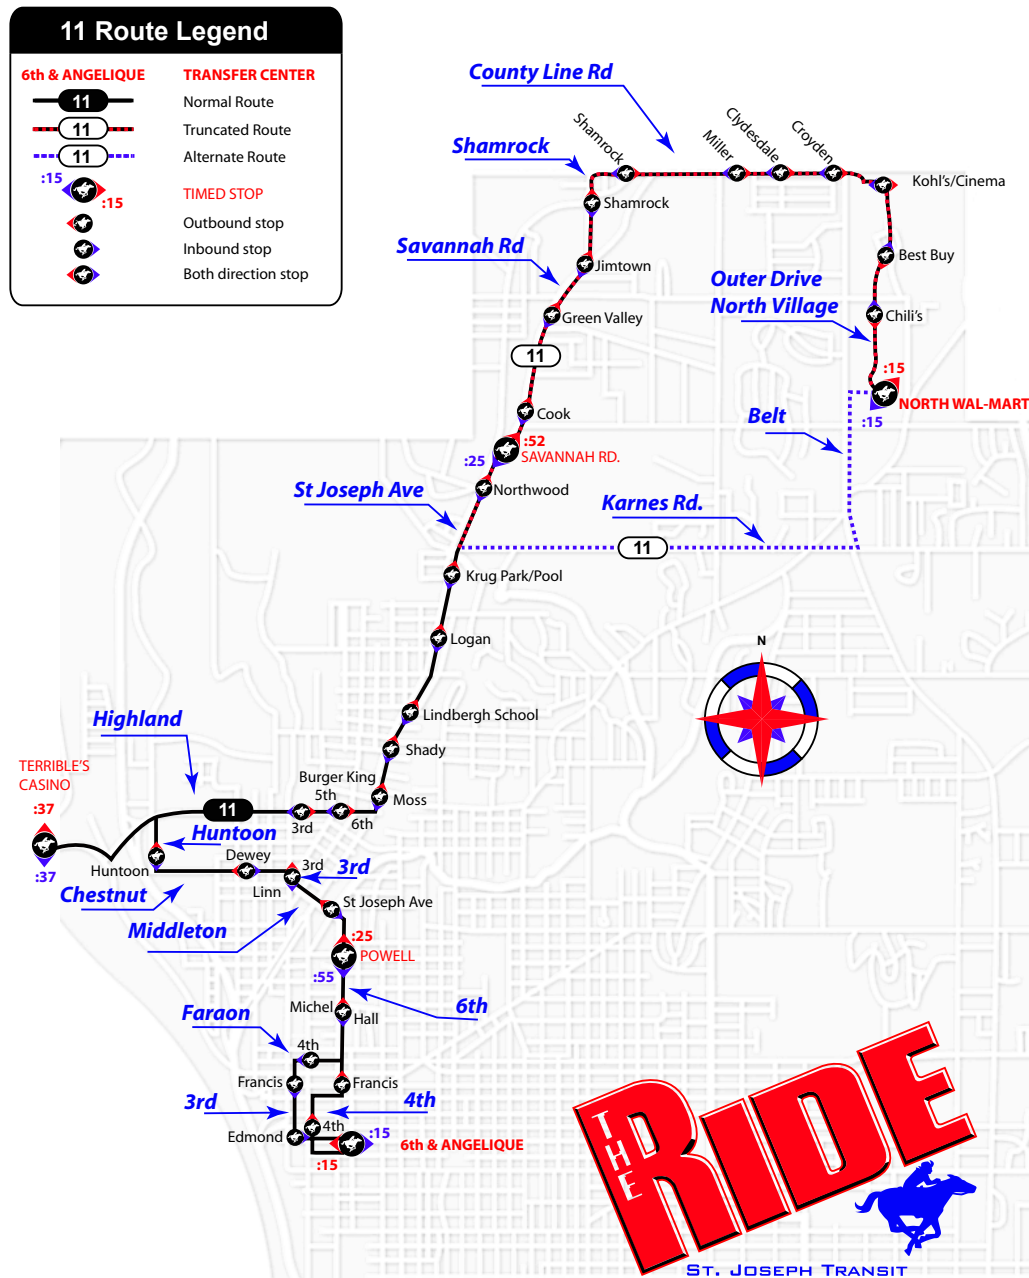 11 Route Legend
6th & ANGELIQUE TRANSFER CENTER
11 Normal Route
11 Truncated Route
11 Alternate Route
:15 :15 TIMED STOP
Outbound stop
Inbound stop
Both direction stop
County Line Rd
Shamrock
Miller
Clydesdale
Croyden
Shamrock
Kohl's/Cinema
Shamrock
Savannah Rd
Best Buy
Jimtown
Outer Drive
North Village
Green Valley
Chili's
11
:15
NORTH WAL-MART
:15
Cook
Belt
:52
SAVANNAH RD.
:25
Northwood
St Joseph Ave
Karnes Rd.
11
Krug Park/Pool
Logan
N
Lindbergh School
Highland
Shady
TERRIBLE'S
CASINO
:37
Burger King
5th
Moss
11
3rd
6th
Huntoon
:37
Huntoon
Dewey
3rd
3rd
Chestnut
Linn
St Joseph Ave
Middleton
:25
POWELL
:55
Michel
Hall
6th
Faraon
4th
Francis
Francis
3rd
4th
4th
Edmond
:15
6th & ANGELIQUE
:15
THE
RIDE
ST. JOSEPH TRANSIT